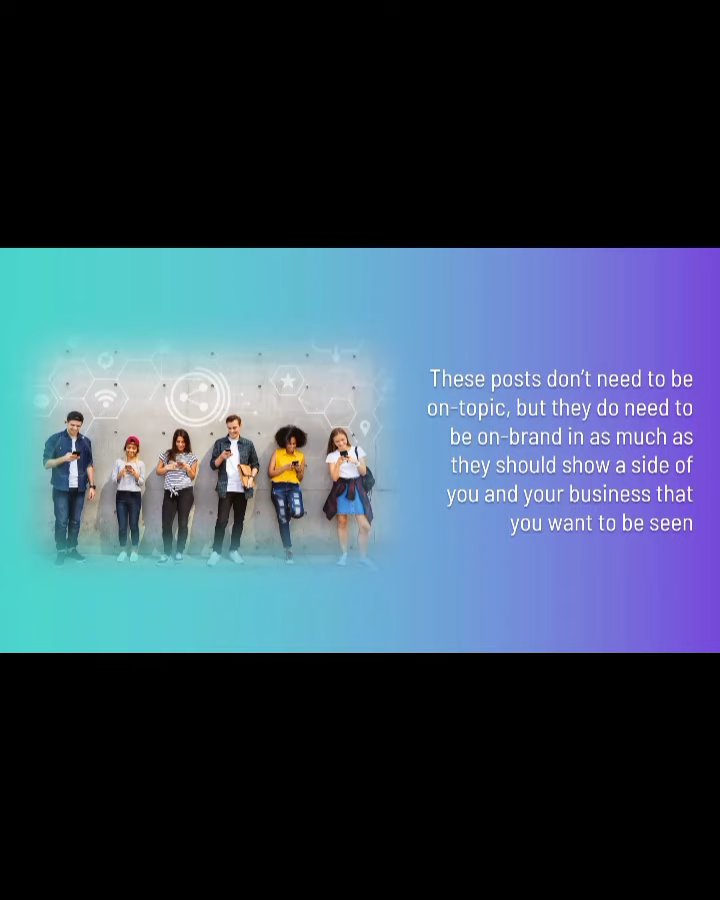 These posts don't need to be
on-topic, but they do need to
be on-brand in as much as
they should show a side of
you and your business that
you want to be seen